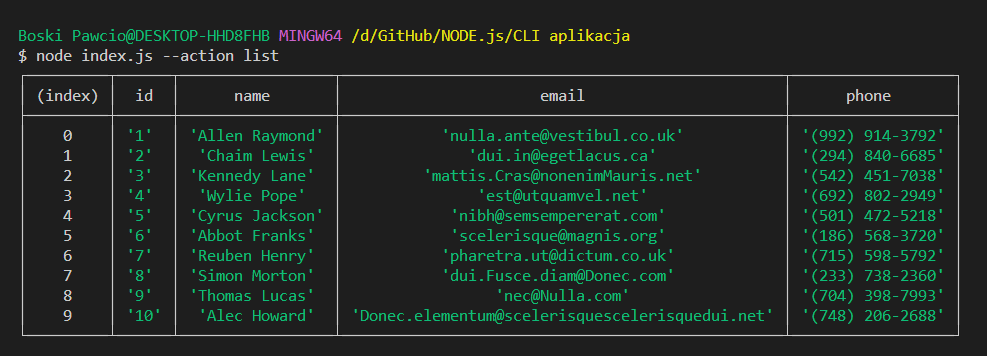 Boski Pawcio@DESKTOP-HHD8FHB MINGW64 /d/GitHub/NODE.js/CLI aplikacja
$ node index.js --action list
(index) id name email phone
0 '1' 'Allen Raymond' 'nulla.ante@vestibul.co.uk' '(992) 914-3792'
1 '2' 'Chaim Lewis' 'dui.in@egetlacus.ca' '(294) 840-6685'
2 '3' 'Kennedy Lane' 'mattis.Cras@nonenimMauris.net' '(542) 451-7038'
3 '4' 'Wylie Pope' 'est@utquamvel.net' '(692) 802-2949'
4 '5' 'Cyrus Jackson' 'nibh@semsempererat.com' '(501) 472-5218'
5 '6' 'Abbot Franks' 'scelerisque@magnis.org' '(186) 568-3720'
6 '7' 'Reuben Henry' 'pharetra.ut@dictum.co.uk' '(715) 598-5792'
7 '8' 'Simon Morton' 'dui.Fusce.diam@Donec.com' '(233) 738-2360'
8 '9' 'Thomas Lucas' 'nec@Nulla.com' '(704) 398-7993'
9 '10' 'Alec Howard' 'Donec.elementum@scelerisquescelerisquedui.net' '(748) 206-2688'